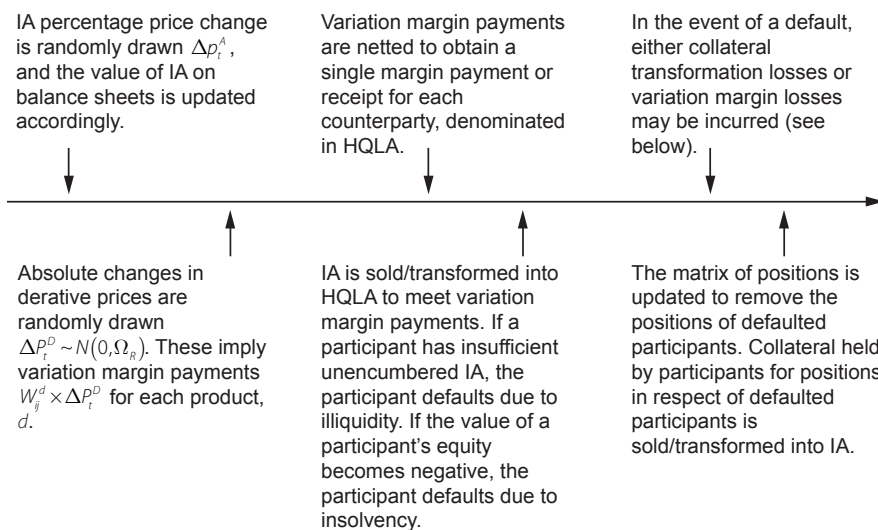 IA percentage price change
is randomly drawn Δp_t^A,
and the value of IA on
balance sheets is updated
accordingly.
Variation margin payments
are netted to obtain a
single margin payment or
receipt for each
counterparty, denominated
in HQLA.
In the event of a default,
either collateral
transformation losses or
variation margin losses
may be incurred (see
below).
Absolute changes in
derative prices are
randomly drawn
ΔP_t^D ~ N(0,Ω_R). These imply
variation margin payments
W_ij^d × ΔP_t^D for each product,
d.
IA is sold/transformed into
HQLA to meet variation
margin payments. If a
participant has insufficient
unencumbered IA, the
participant defaults due to
illiquidity. If the value of a
participant’s equity
becomes negative, the
participant defaults due to
insolvency.
The matrix of positions is
updated to remove the
positions of defaulted
participants. Collateral held
by participants for positions
in respect of defaulted
participants is
sold/transformed into IA.